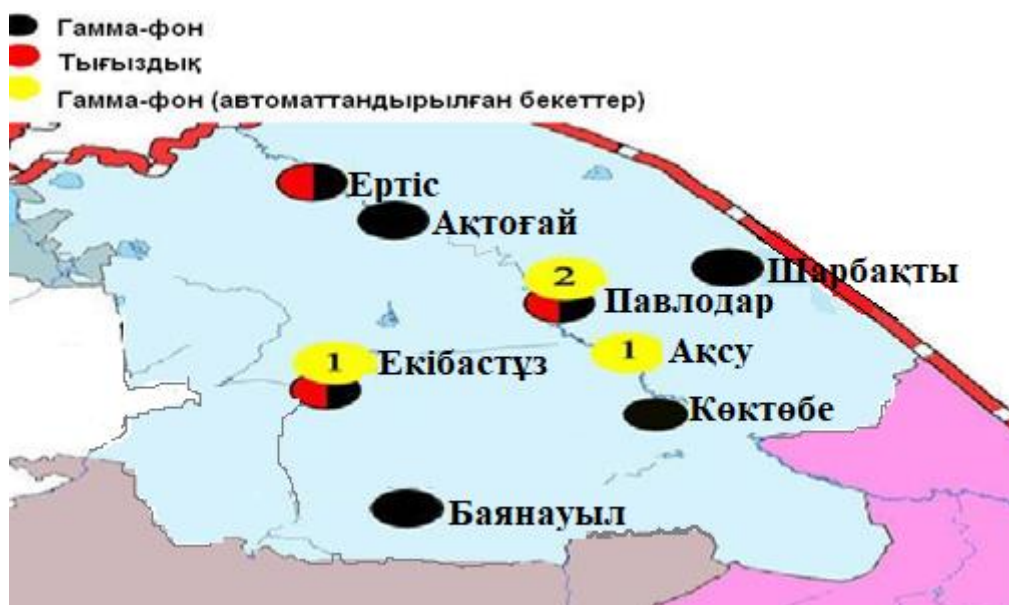 Гамма-фон
Тығыздық
Гамма-фон (автоматтандырылған бекеттер)
Ертіс
Ақтоғай
Шарбақты
2
Павлодар
1
Ақсу
1
Екібастұз
Көктөбе
Баянауыл